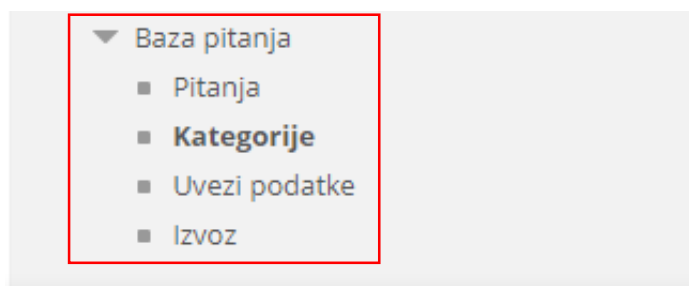 Baza pitanja
Pitanja
Kategorije
Uvezi podatke
Izvoz